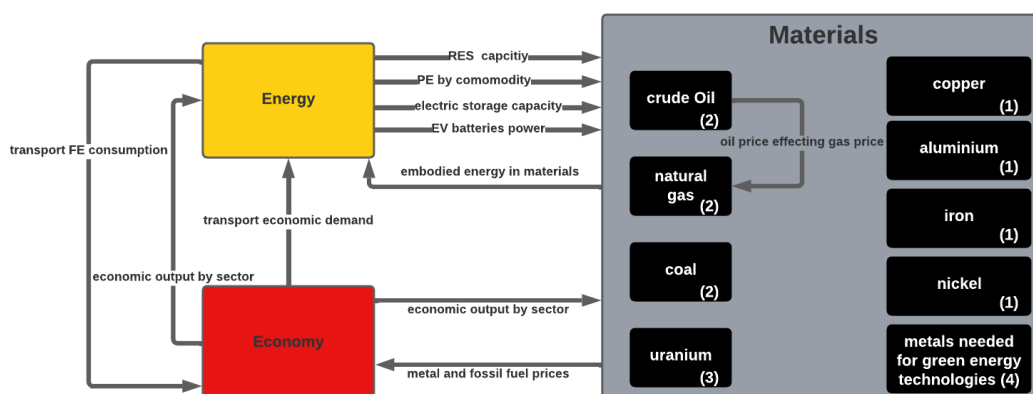 Materials
RES capcitiy
Energy
PE by comomodity
electric storage capacity
EV batteries power
crude Oil
(2)
copper
(1)
transport FE consumption
oil price effecting gas price
aluminium
(1)
embodied energy in materials
natural
gas
(2)
transport economic demand
iron
(1)
economic output by sector
coal
(2)
nickel
(1)
economic output by sector
Economy
uranium
(3)
metals needed
for green energy
technologies (4)
metal and fossil fuel prices